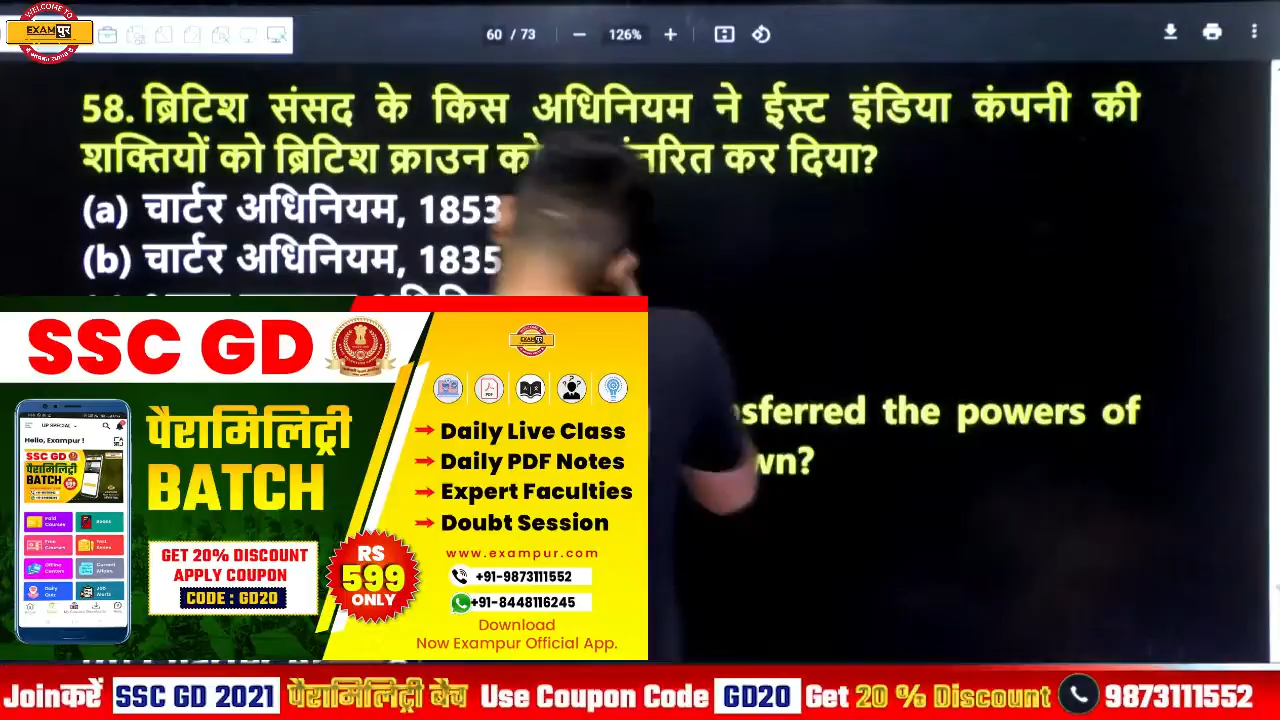 WELCOME TO
EXAMपुर
60 / 73
126%
58. ब्रिटिश संसद के किस अधिनियम ने ईस्ट इंडिया कंपनी की
शक्तियों को ब्रिटिश क्राउन को कर दिया?
(a) चार्टर अधिनियम, 1853
(b) चार्टर अधिनियम, 1835
the powers of
SSC GD
पैरामिलिट्री
BATCH
GET 20% DISCOUNT
APPLY COUPON
CODE : GD20
RS
599
ONLY
UP SPECIAL
Hello, Exampur !
SSC GD
पैरामिलिट्री
BATCH
Daily Live Class
Daily PDF Notes
Expert Faculties
Doubt Session
www.exampur.com
+91-9873111552
+91-8448116245
Download
Now Exampur Official App.
Joinकरें SSC GD 2021 पैरामिलिट्री बैच Use Coupon Code GD20 Get 20 % Discount 9873111552